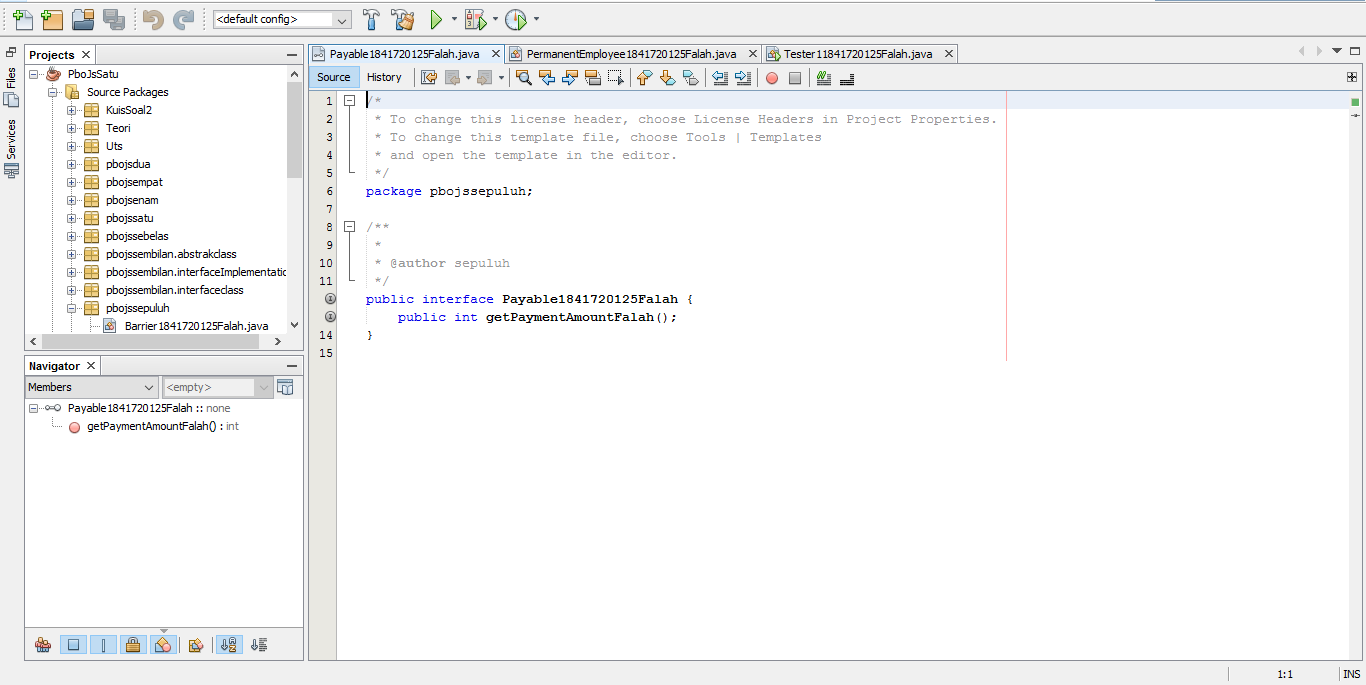 <default config>
Projects
Payable1841720125Falah.java
PermanentEmployee1841720125Falah.java
Tester11841720125Falah.java
Files
Services
PboJsSatu
Source Packages
KuisSoal2
Teori
Uts
pbojsdua
pbojsempat
pbojsenam
pbojssatu
pbojssebelas
pbojssembilan.abstrakclass
pbojssembilan.interfaceImplementatic
pbojssembilan.interfaceclass
pbojssepuluh
Barrier1841720125Falah.java
Navigator
Members
<empty>
Payable1841720125Falah :: none
getPaymentAmountFalah() : int
Source History
1 /*
2 * To change this license header, choose License Headers in Project Properties.
3 * To change this template file, choose Tools | Templates
4 * and open the template in the editor.
5 */
6 package pbojssepuluh;
7
8 /**
9 *
10 * @author sepuluh
11 */
public interface Payable1841720125Falah {
public int getPaymentAmountFalah();
14 }
15
1:1 INS